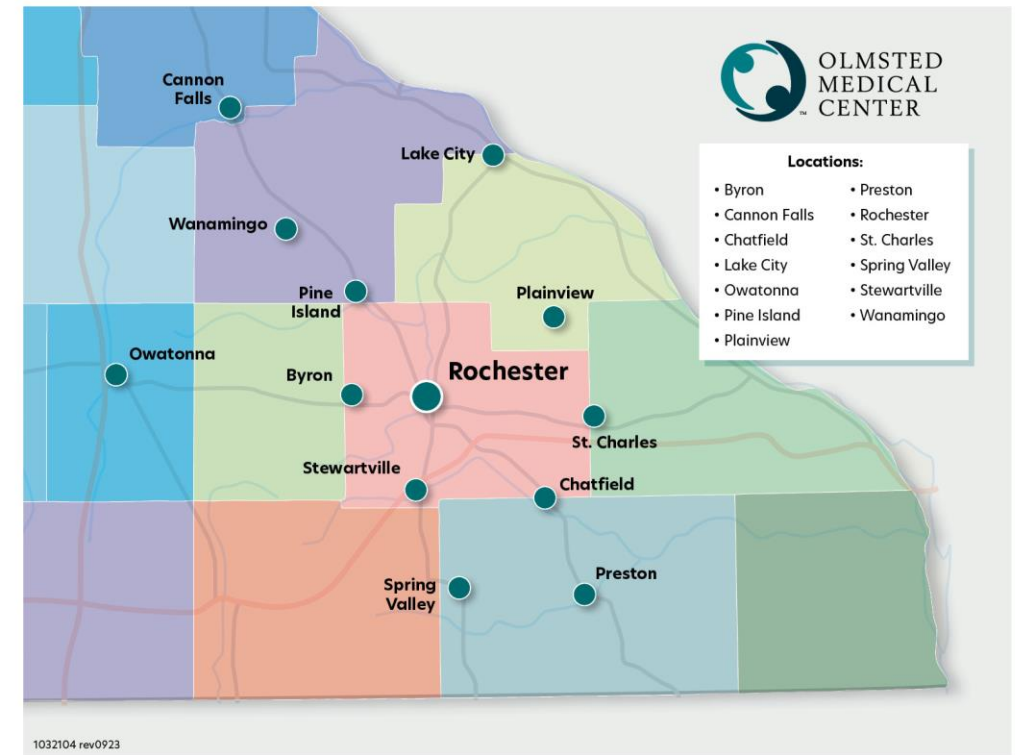 OLMSTED
MEDICAL
CENTER
™
Locations:
• Byron
• Cannon Falls
• Chatfield
• Lake City
• Owatonna
• Pine Island
• Plainview
• Preston
• Rochester
• St. Charles
• Spring Valley
• Stewartville
• Wanamingo
Cannon
Falls
Lake City
Wanamingo
Pine
Island
Plainview
Owatonna
Byron
Rochester
St. Charles
Stewartville
Chatfield
Spring
Valley
Preston
1032104 rev0923